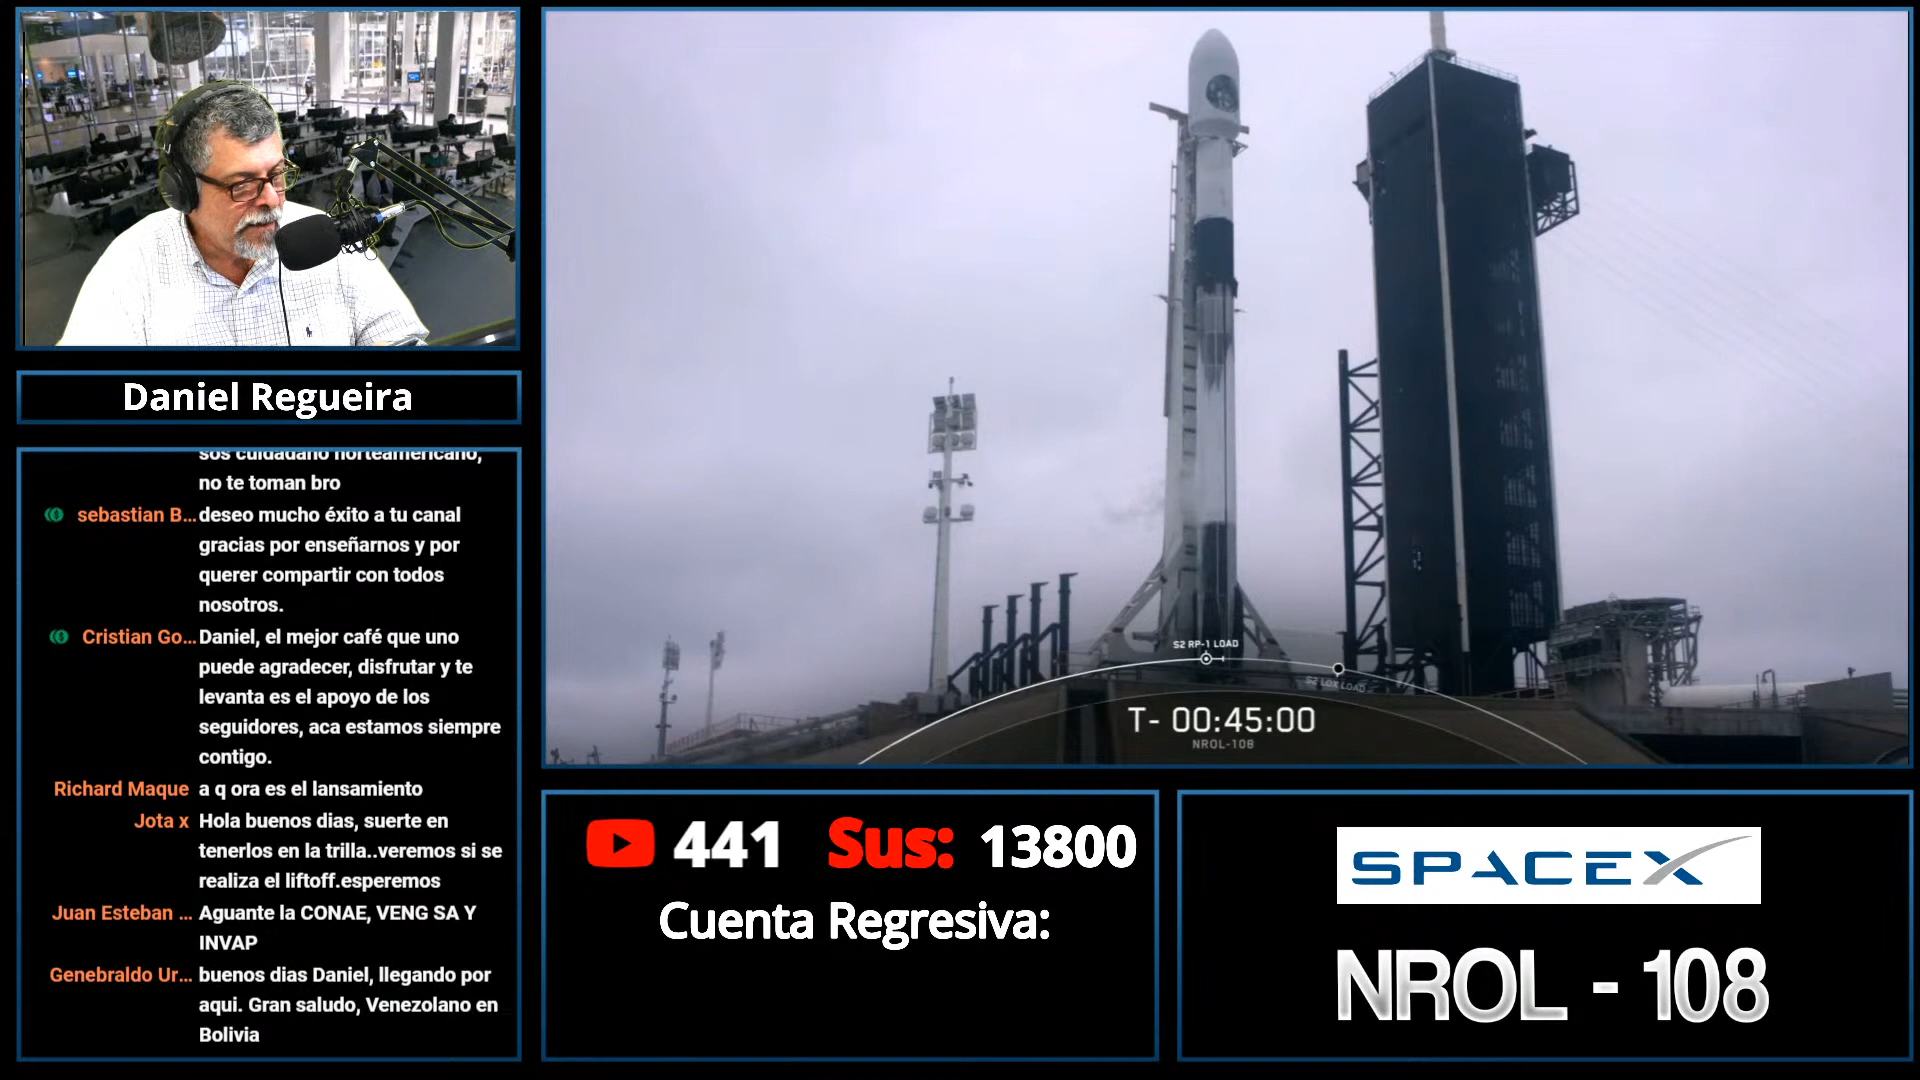 Daniel Regueira
sos cuidadano norteamericano,
no te toman bro
sebastian B... deseo mucho éxito a tu canal
gracias por enseñarnos y por
querer compartir con todos
nosotros.
Cristian Go... Daniel, el mejor café que uno
puede agradecer, disfrutar y te
levanta es el apoyo de los
seguidores, aca estamos siempre
contigo.
Richard Maque a q ora es el lansamiento
Jota x Hola buenos dias, suerte en
tenerlos en la trilla..veremos si se
realiza el liftoff.esperemos
Juan Esteban ... Aguante la CONAE, VENG SA Y
INVAP
Genebraldo Ur... buenos dias Daniel, llegando por
aqui. Gran saludo, Venezolano en
Bolivia
S2 RP-1 LOAD
S2 LOX LOAD
T- 00:45:00
NROL-108
441 Sus: 13800
Cuenta Regresiva:
SPACEX
NROL - 108